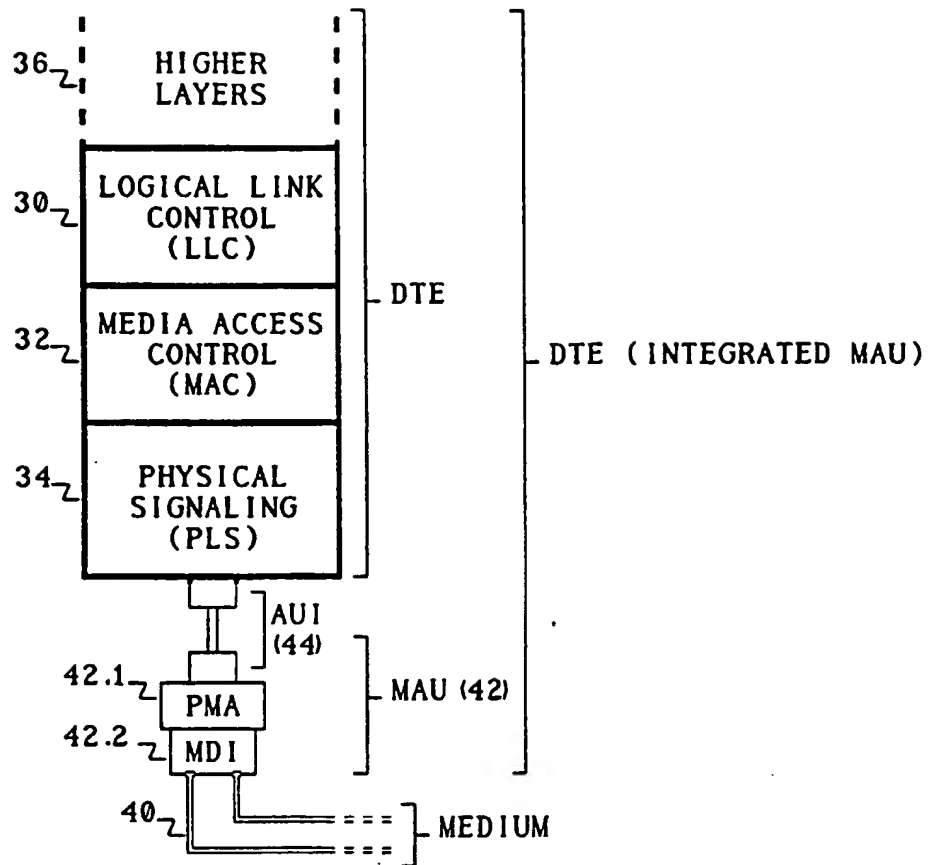 36
HIGHER
LAYERS
30
LOGICAL LINK
CONTROL
(LLC)
DTE
32
MEDIA ACCESS
CONTROL
(MAC)
DTE (INTEGRATED MAU)
34
PHYSICAL
SIGNALING
(PLS)
AUI
(44)
42.1
PMA
MAU (42)
42.2
MDI
40
MEDIUM